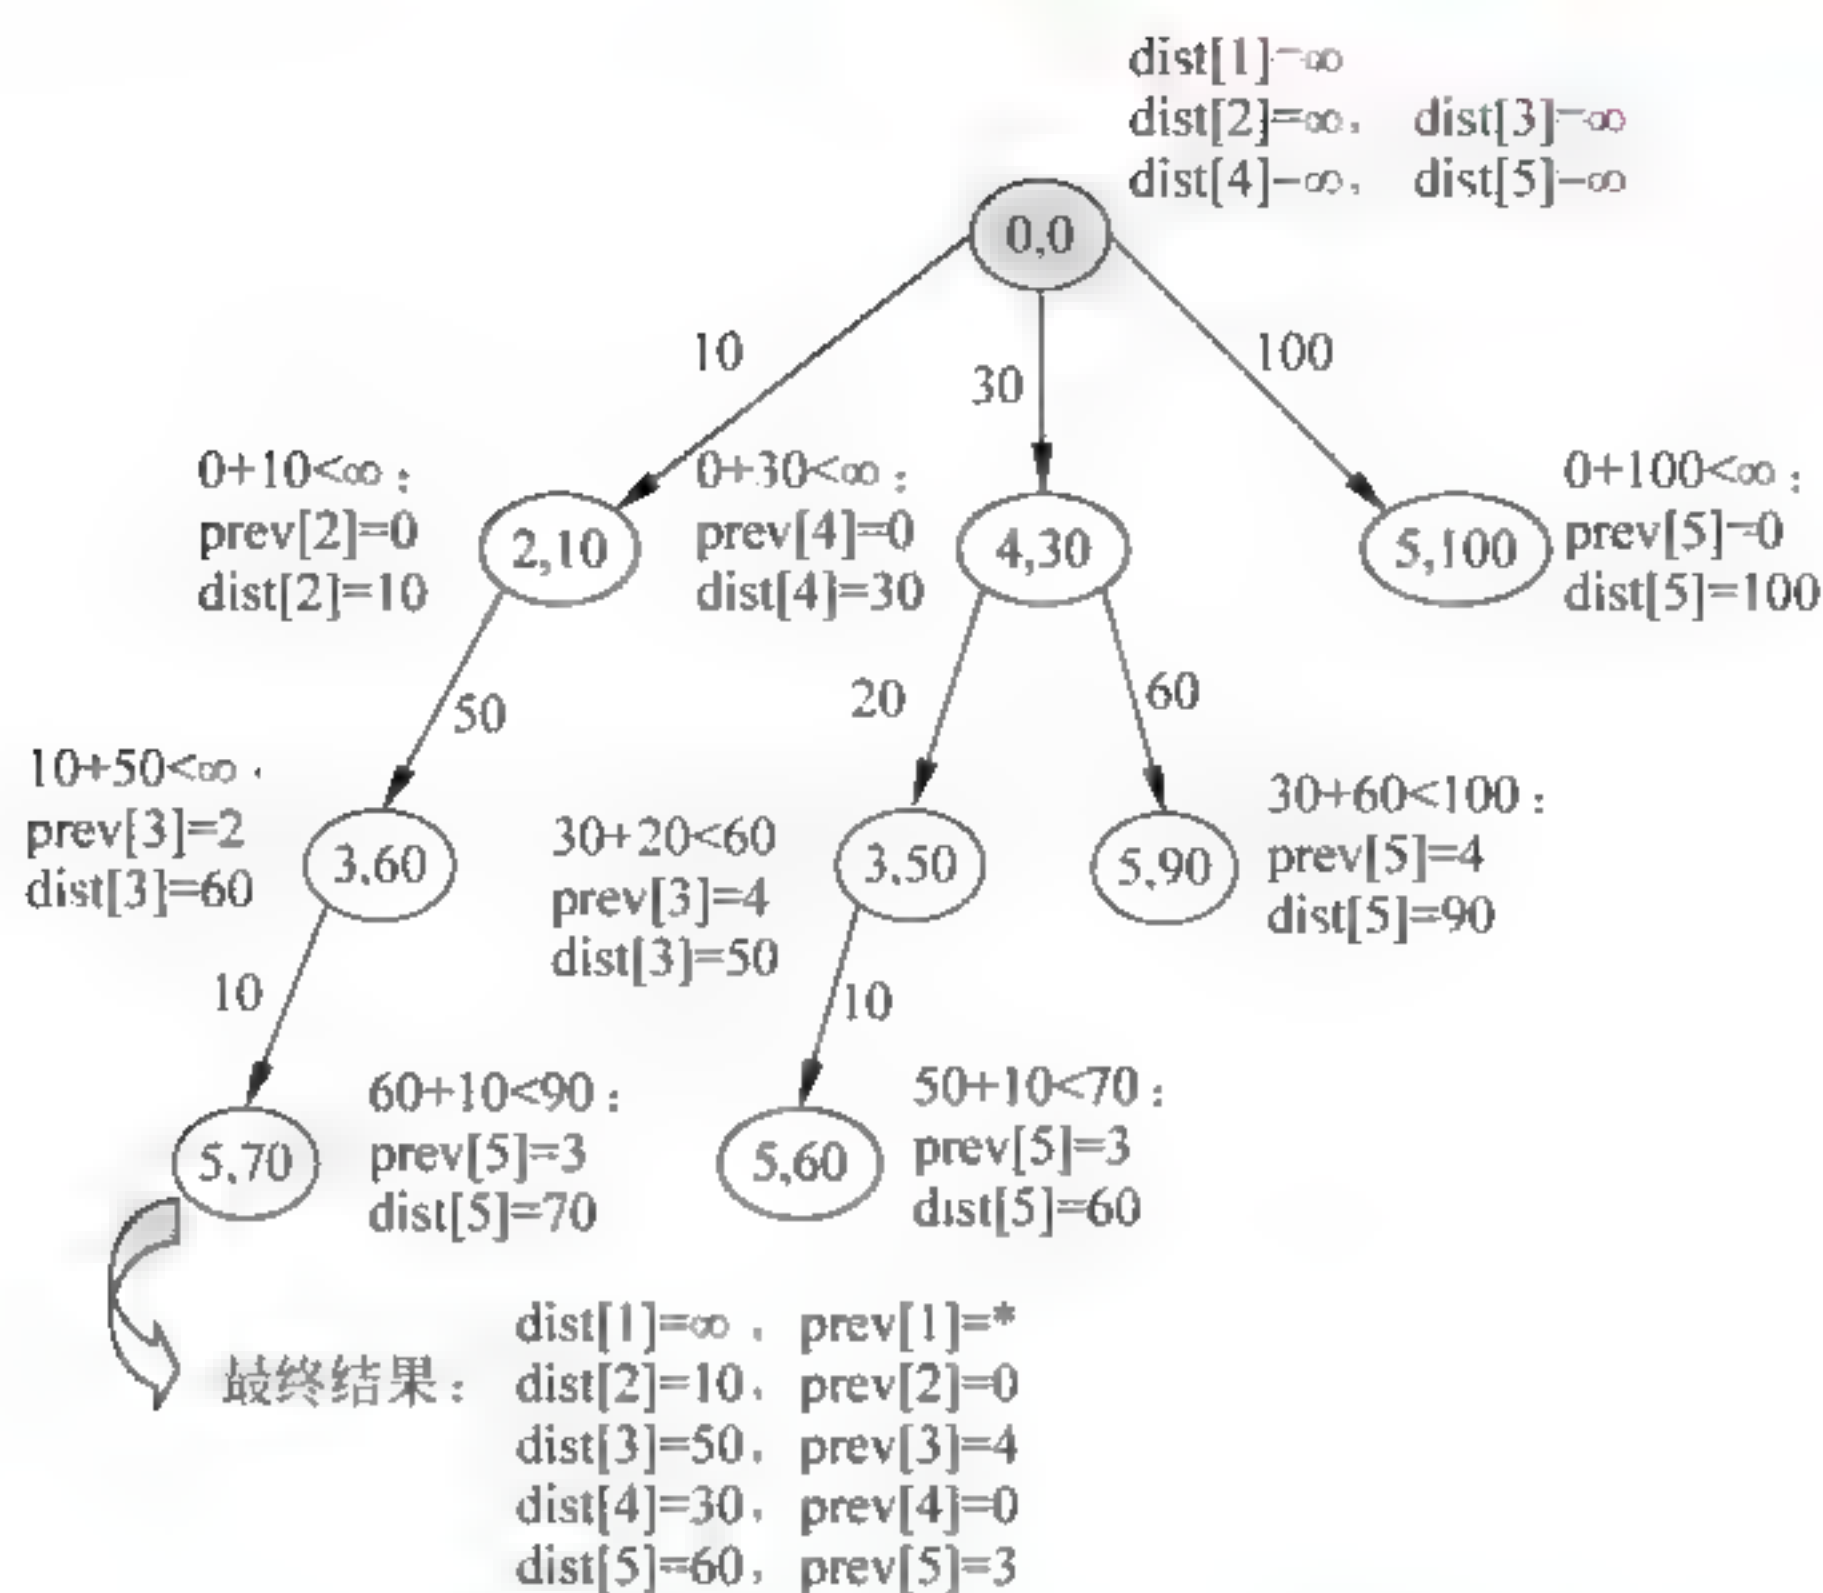 dist[1]=∞
dist[2]=∞, dist[3]=∞
dist[4]=∞, dist[5]=∞
0,0
10
30
100
0+10<∞:
prev[2]=0
dist[2]=10
2,10
0+30<∞:
prev[4]=0
dist[4]=30
4,30
5,100
0+100<∞:
prev[5]=0
dist[5]=100
50
20
60
10+50<∞:
prev[3]=2
dist[3]=60
3,60
30+20<60
prev[3]=4
dist[3]=50
3,50
5,90
30+60<100:
prev[5]=4
dist[5]=90
10
10
5,70
60+10<90:
prev[5]=3
dist[5]=70
5,60
50+10<70:
prev[5]=3
dist[5]=60
最终结果:
dist[1]=∞, prev[1]=*
dist[2]=10, prev[2]=0
dist[3]=50, prev[3]=4
dist[4]=30, prev[4]=0
dist[5]=60, prev[5]=3